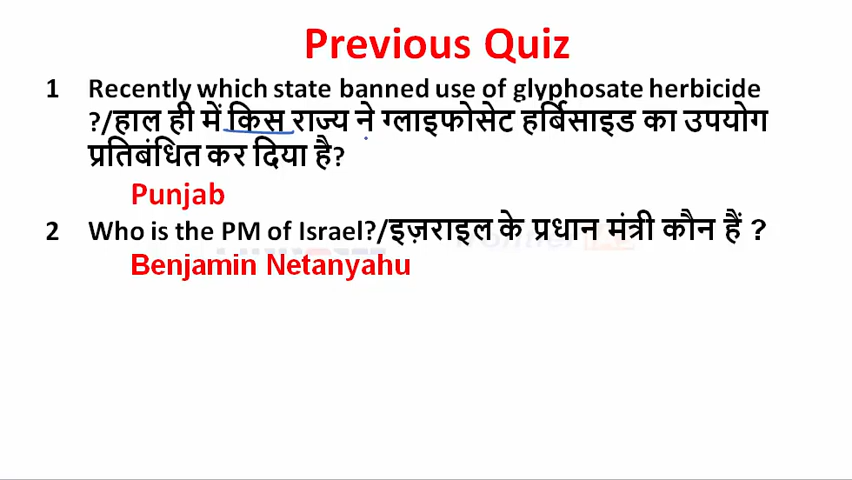 Previous Quiz
1 Recently which state banned use of glyphosate herbicide
?/हाल ही में किस राज्य ने ग्लाइफोसेट हर्बिसाइड का उपयोग
प्रतिबंधित कर दिया है?
Punjab
2 Who is the PM of Israel?/इज़राइल के प्रधान मंत्री कौन हैं ?
Benjamin Netanyahu